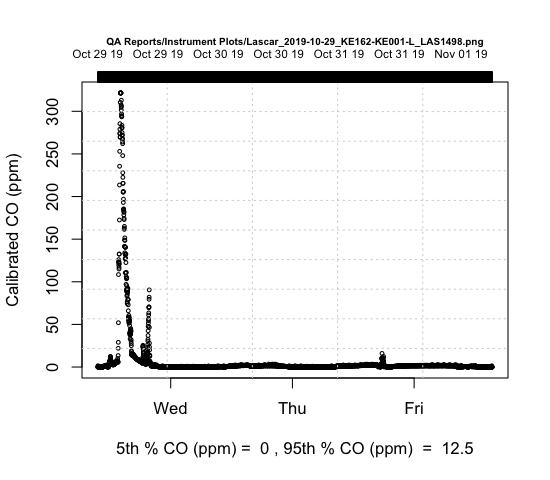 QA Reports/Instrument Plots/Lascar_2019-10-29_KE162-KE001-L_LAS1498.png
Oct 29 19 Oct 29 19 Oct 30 19 Oct 30 19 Oct 31 19 Oct 31 19 Nov 01 19
Calibrated CO (ppm)
300
250
200
150
100
50
0
Wed Thu Fri
5th % CO (ppm) = 0 , 95th % CO (ppm) = 12.5